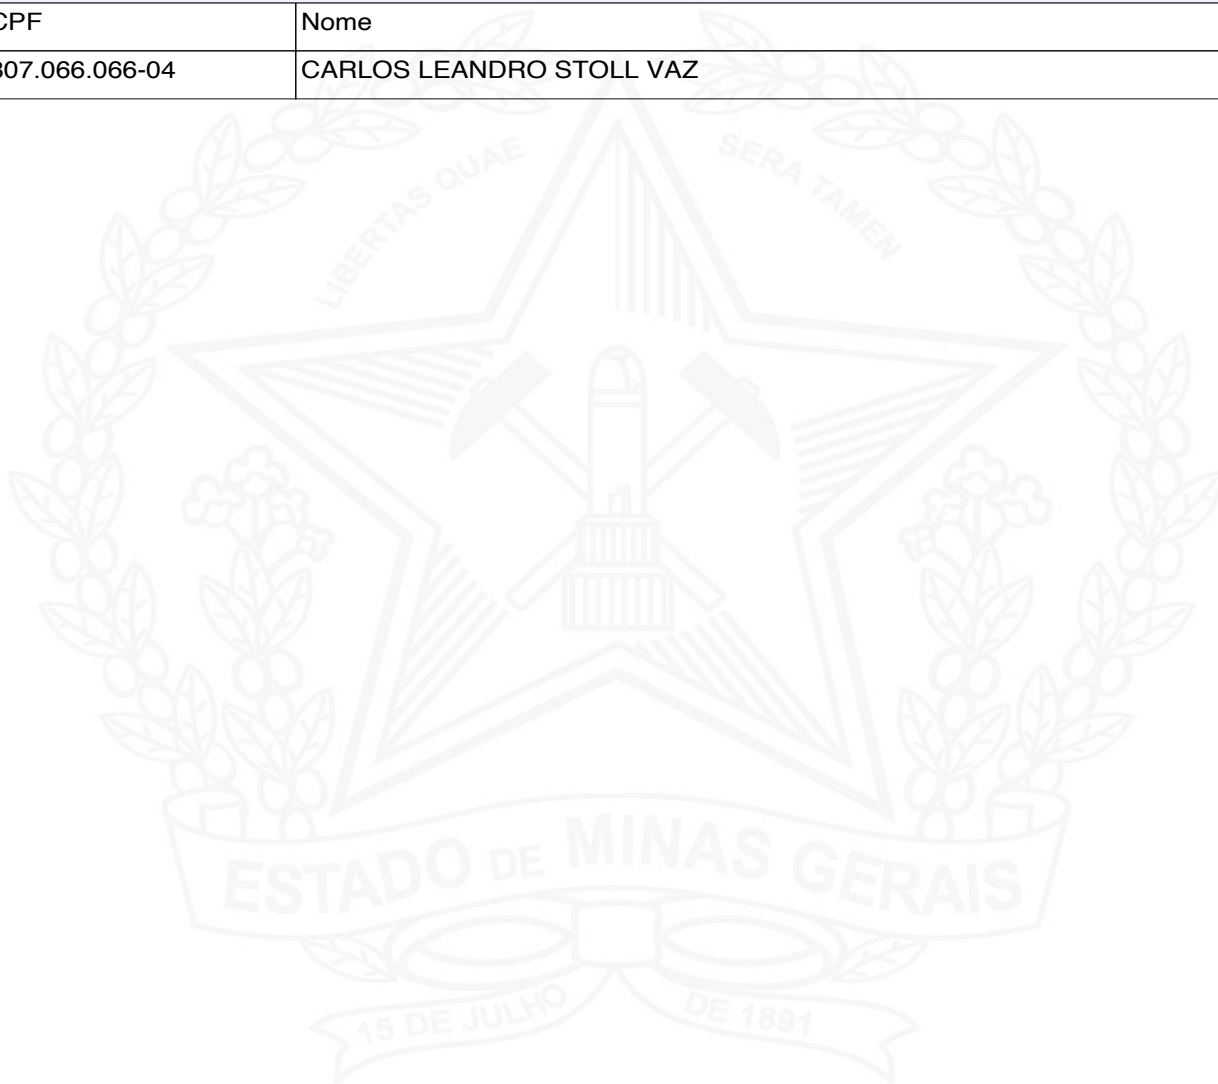 CPF Nome
807.066.066-04 CARLOS LEANDRO STOLL VAZ
LIBERTAS QUAE SERA TAMEN
ESTADO DE MINAS GERAIS
15 DE JULHO DE 1891